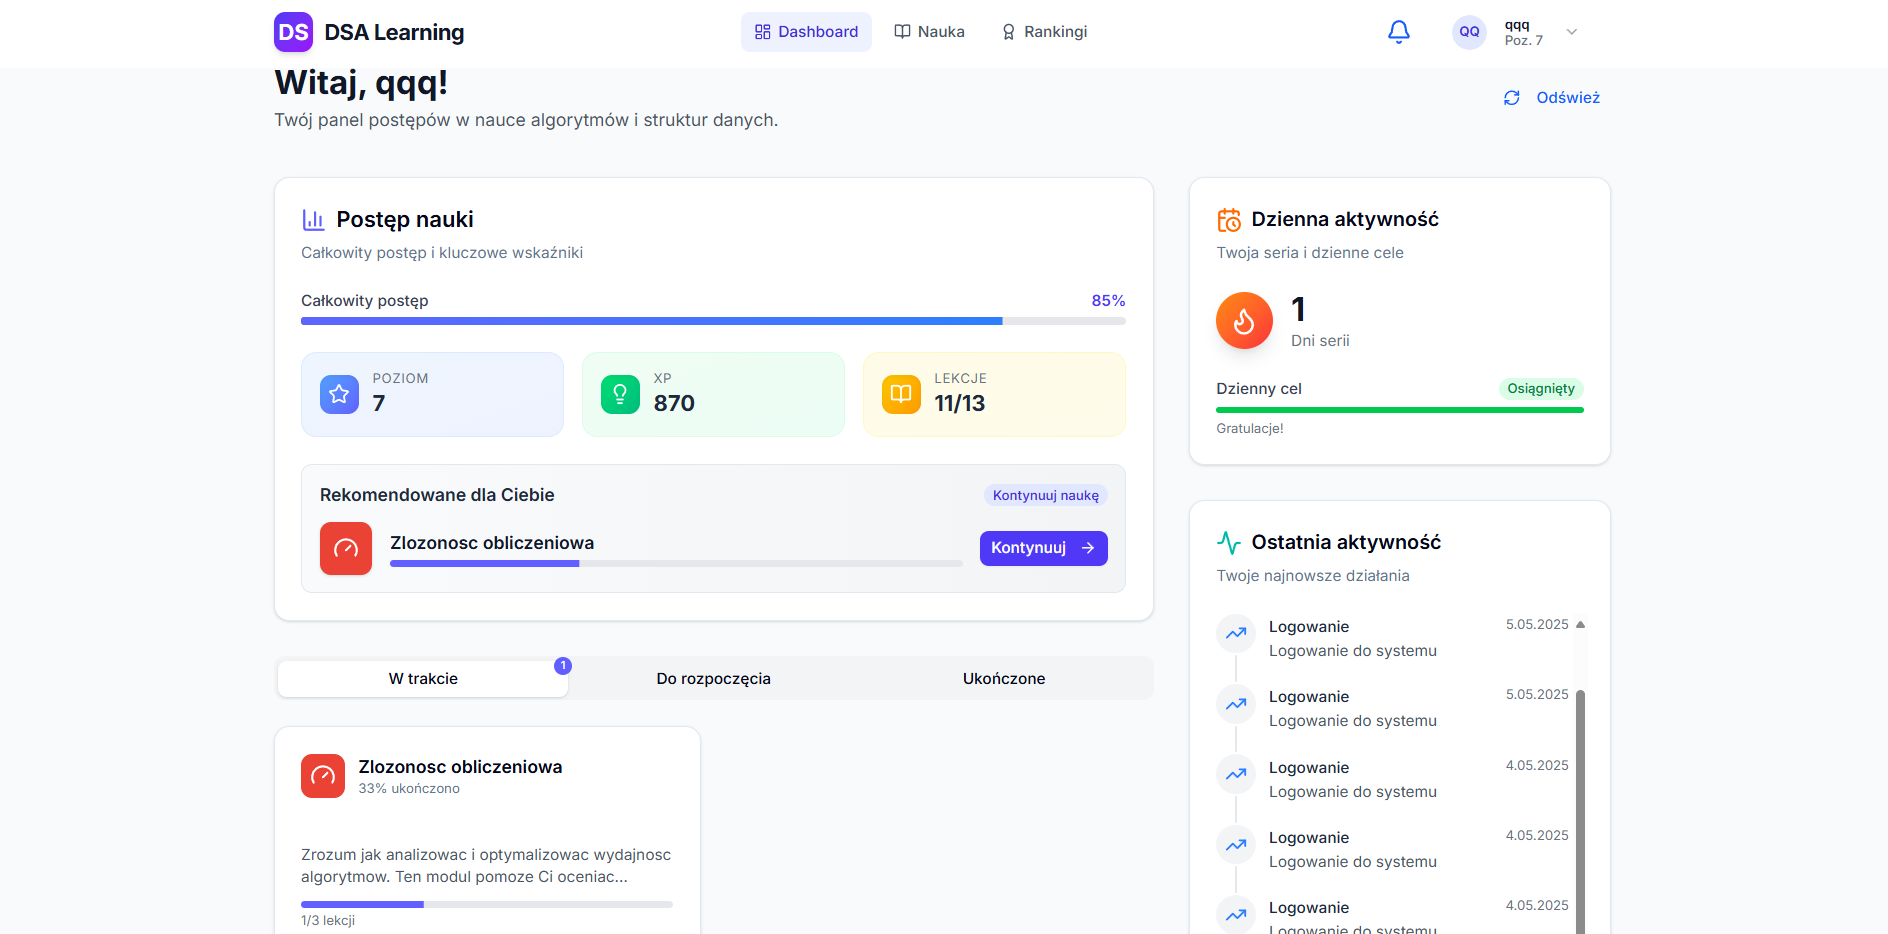 DS DSA Learning
Dashboard
Nauka
Rankingi
QQ
qqq
Poz. 7
Witaj, qqq!
Twój panel postępów w nauce algorytmów i struktur danych.
Odśwież
Postęp nauki
Całkowity postęp i kluczowe wskaźniki
Całkowity postęp
85%
POZIOM
7
XP
870
LEKCJE
11/13
Rekomendowane dla Ciebie
Kontynuuj naukę
Zlozonosc obliczeniowa
Kontynuuj
W trakcie
1
Do rozpoczęcia
Ukończone
Zlozonosc obliczeniowa
33% ukończono
Zrozum jak analizowac i optymalizowac wydajnosc
algorytmow. Ten modul pomoze Ci oceniac...
1/3 lekcji
Dzienna aktywność
Twoja seria i dzienne cele
1
Dni serii
Dzienny cel
Osiągnięty
Gratulacje!
Ostatnia aktywność
Twoje najnowsze działania
Logowanie
5.05.2025
Logowanie do systemu
Logowanie
5.05.2025
Logowanie do systemu
Logowanie
4.05.2025
Logowanie do systemu
Logowanie
4.05.2025
Logowanie do systemu
Logowanie
4.05.2025
Logowanie do systemu